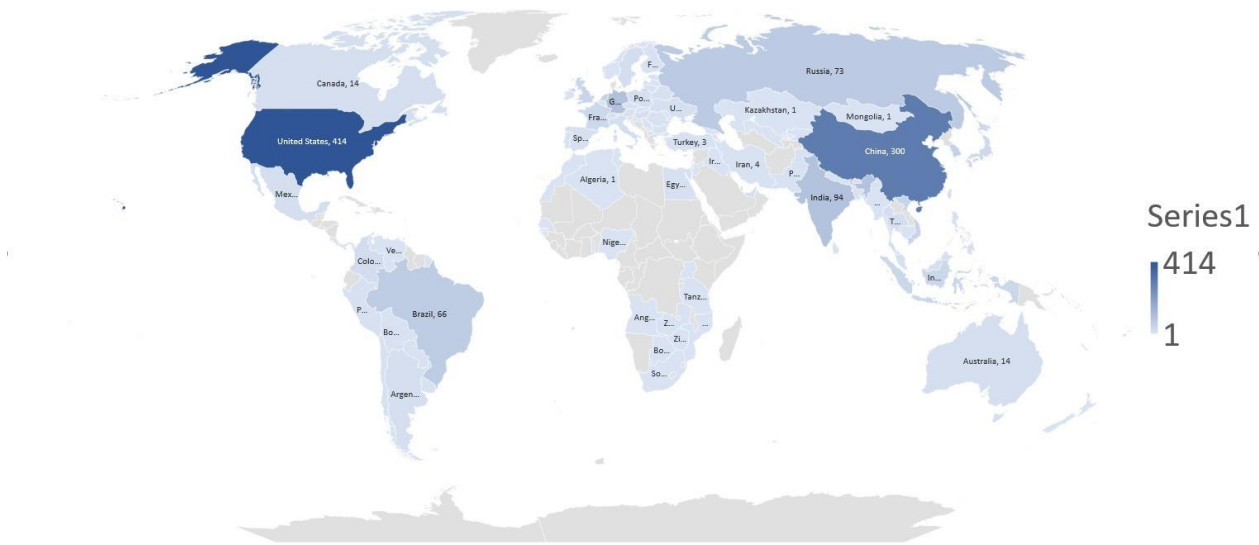 Canada, 14
United States, 414
Mex...
Ve...
Colo...
P...
Brazil, 66
Bo...
Argen...
F...
Russia, 73
G...
Po...
U...
Fra...
Sp...
Kazakhstan, 1
Mongolia, 1
Turkey, 3
China, 300
Ir...
Iran, 4
P...
Algeria, 1
Egy...
India, 94
...
T...
Nige...
In...
Tanz...
Ang...
Z...
...
Zi...
Bo...
So...
Australia, 14
Series1
414
1